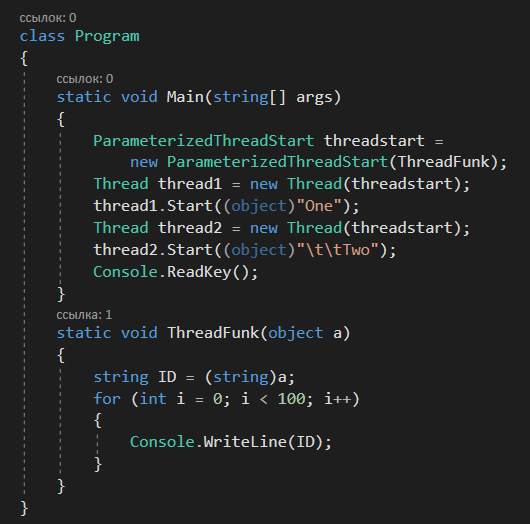 ссылок: 0
class Program
{
ссылок: 0
static void Main(string[] args)
{
ParameterizedThreadStart threadstart =
new ParameterizedThreadStart(ThreadFunk);
Thread thread1 = new Thread(threadstart);
thread1.Start((object)"One");
Thread thread2 = new Thread(threadstart);
thread2.Start((object)"\t\tTwo");
Console.ReadKey();
}
ссылка: 1
static void ThreadFunk(object a)
{
string ID = (string)a;
for (int i = 0; i < 100; i++)
{
Console.WriteLine(ID);
}
}
}